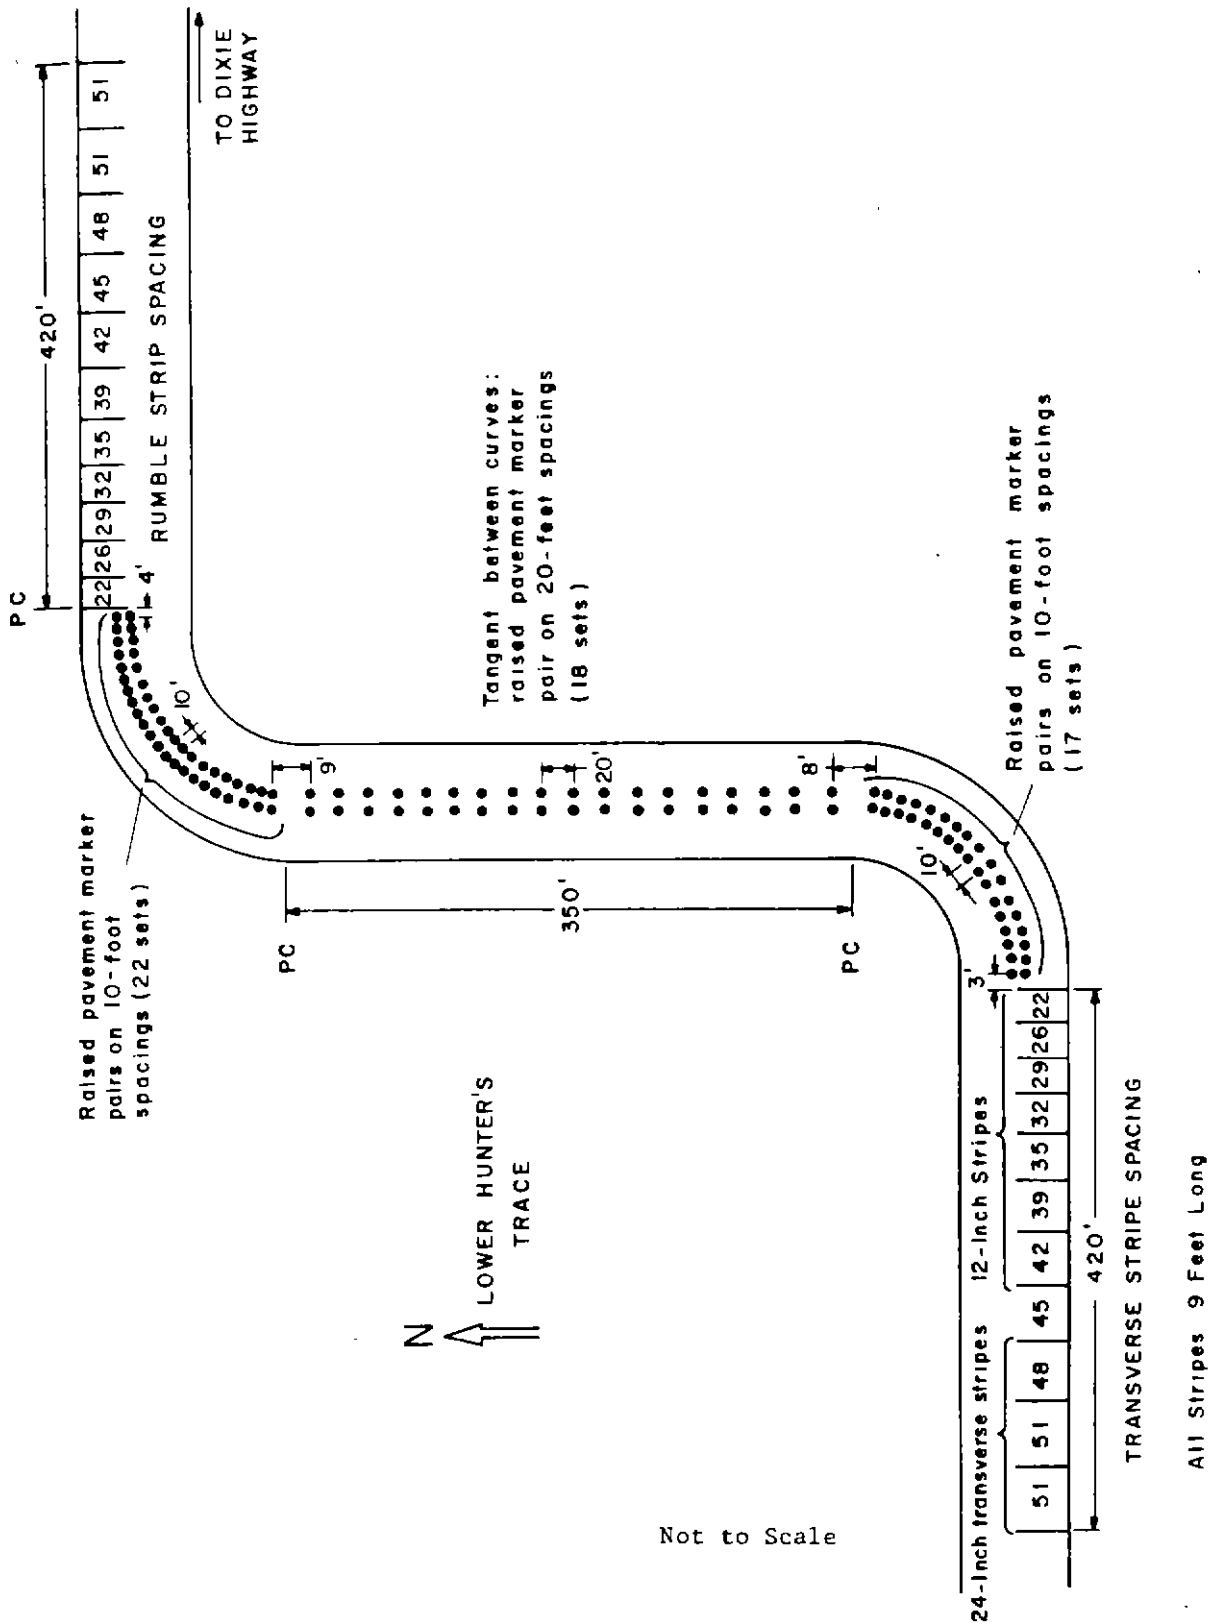 PC
420'
22 26 29 32 35 39 42 45 48 51 51
4'
RUMBLE STRIP SPACING
TO DIXIE
HIGHWAY
Raised pavement marker
pairs on 10-foot
spacings (22 sets)
10'
9'
Tangent between curves:
raised pavement marker
pair on 20-feet spacings
(18 sets)
20'
PC
350'
PC
8'
10'
Raised pavement marker
pairs on 10-foot spacings
(17 sets)
LOWER HUNTER'S
TRACE
N
3'
24-Inch transverse stripes
12-Inch Stripes
51 51 48 45 42 39 35 32 29 26 22
420'
TRANSVERSE STRIPE SPACING
All Stripes 9 Feet Long
Not to Scale